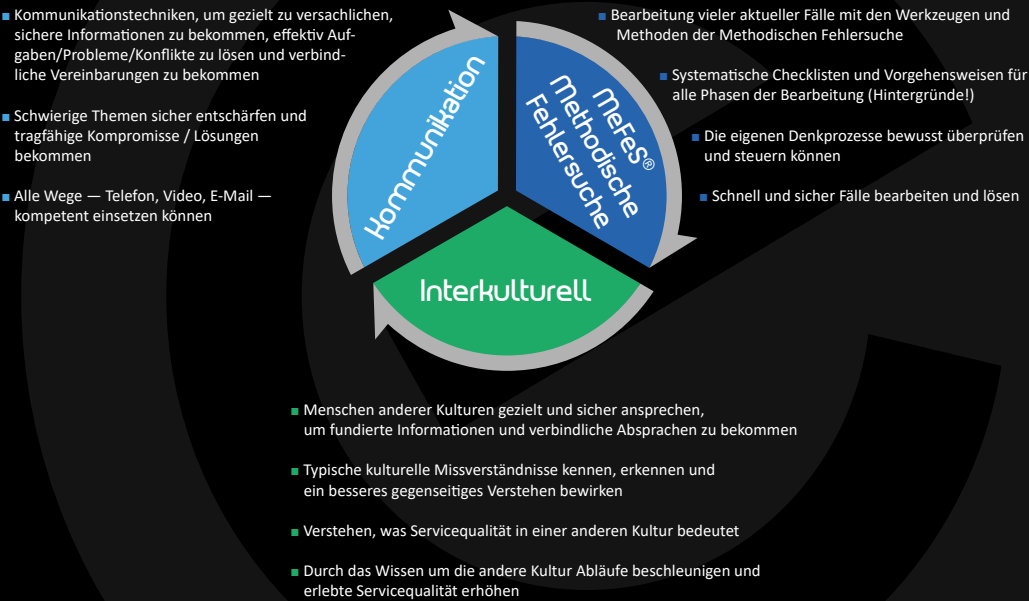 ■ Kommunikationstechniken, um gezielt zu versachlichen,
sichere Informationen zu bekommen, effektiv Auf-
gaben/Probleme/Konflikte zu lösen und verbind-
liche Vereinbarungen zu bekommen
■ Schwierige Themen sicher entschärfen und
tragfähige Kompromisse / Lösungen
bekommen
■ Alle Wege — Telefon, Video, E-Mail —
kompetent einsetzen können
Kommunikation
MeFeS®
Methodische
Fehlersuche
■ Bearbeitung vieler aktueller Fälle mit den Werkzeugen und
Methoden der Methodischen Fehlersuche
■ Systematische Checklisten und Vorgehensweisen für
alle Phasen der Bearbeitung (Hintergründe!)
■ Die eigenen Denkprozesse bewusst überprüfen
und steuern können
■ Schnell und sicher Fälle bearbeiten und lösen
Interkulturell
■ Menschen anderer Kulturen gezielt und sicher ansprechen,
um fundierte Informationen und verbindliche Absprachen zu bekommen
■ Typische kulturelle Missverständnisse kennen, erkennen und
ein besseres gegenseitiges Verstehen bewirken
■ Verstehen, was Servicequalität in einer anderen Kultur bedeutet
■ Durch das Wissen um die andere Kultur Abläufe beschleunigen und
erlebte Servicequalität erhöhen